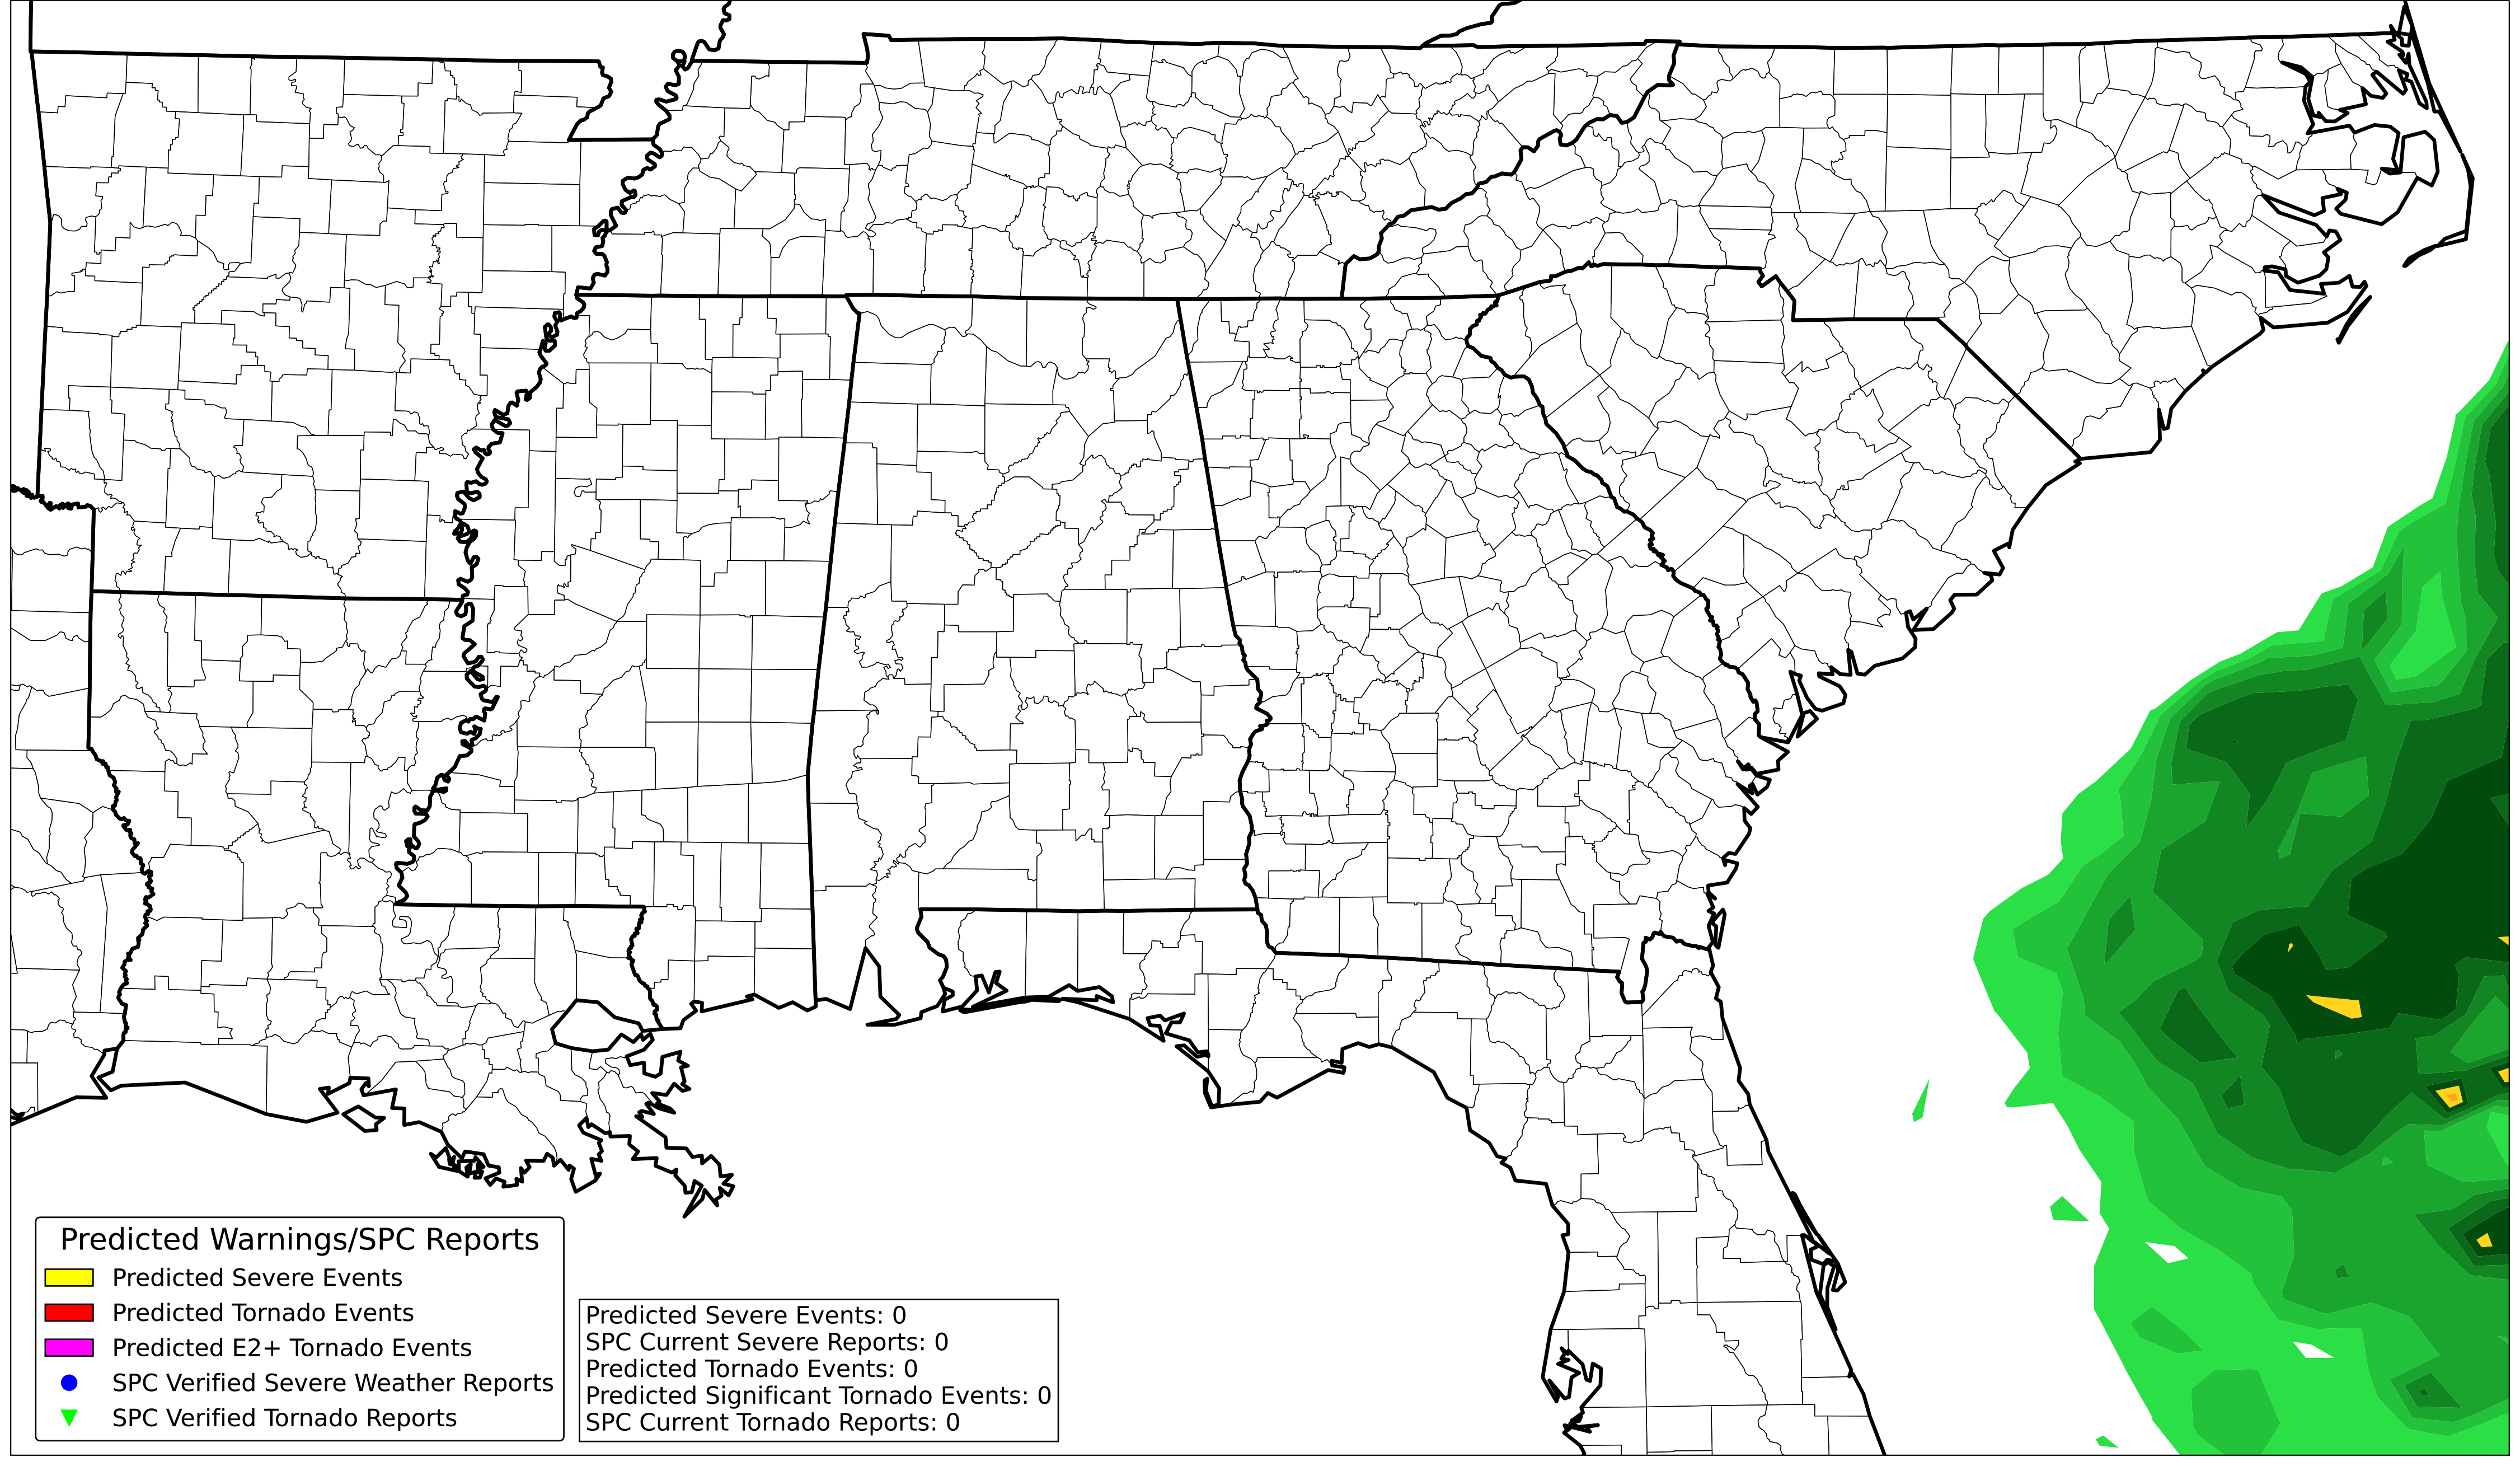 Predicted Warnings/SPC Reports
Predicted Severe Events
Predicted Tornado Events
Predicted E2+ Tornado Events
SPC Verified Severe Weather Reports
SPC Verified Tornado Reports
Predicted Severe Events: 0
SPC Current Severe Reports: 0
Predicted Tornado Events: 0
Predicted Significant Tornado Events: 0
SPC Current Tornado Reports: 0